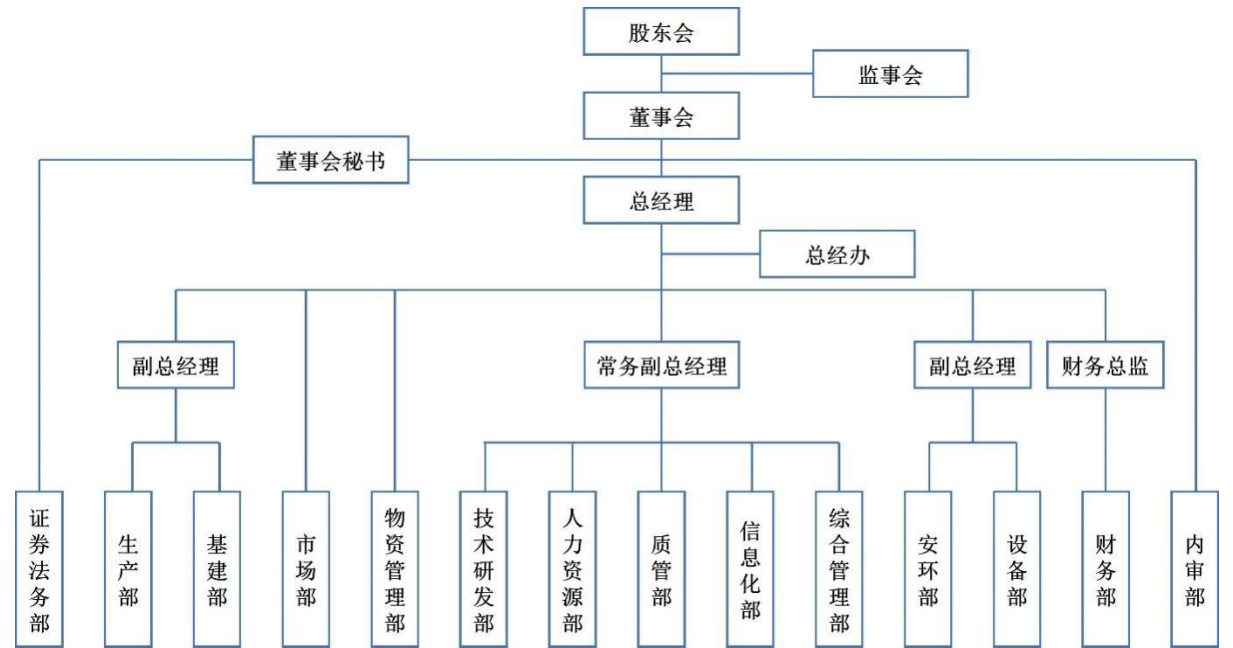 股东会
监事会
董事会
董事会秘书
总经理
总经办
副总经理
常务副总经理
副总经理
财务总监
证券法务部
生产部
基建部
市场部
物资管理部
技术研发部
人力资源部
质管部
信息化部
综合管理部
安环部
设备部
财务部
内审部